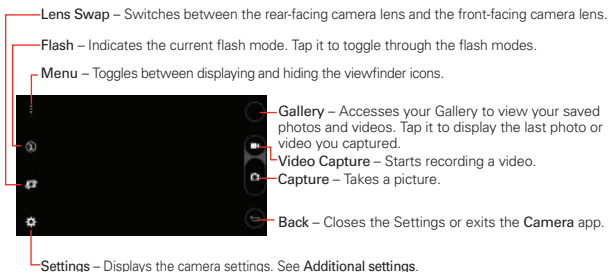 Lens Swap – Switches between the rear-facing camera lens and the front-facing camera lens.
Flash – Indicates the current flash mode. Tap it to toggle through the flash modes.
Menu – Toggles between displaying and hiding the viewfinder icons.
Gallery – Accesses your Gallery to view your saved
photos and videos. Tap it to display the last photo or
video you captured.
Video Capture – Starts recording a video.
Capture – Takes a picture.
Back – Closes the Settings or exits the Camera app.
Settings – Displays the camera settings. See Additional settings.